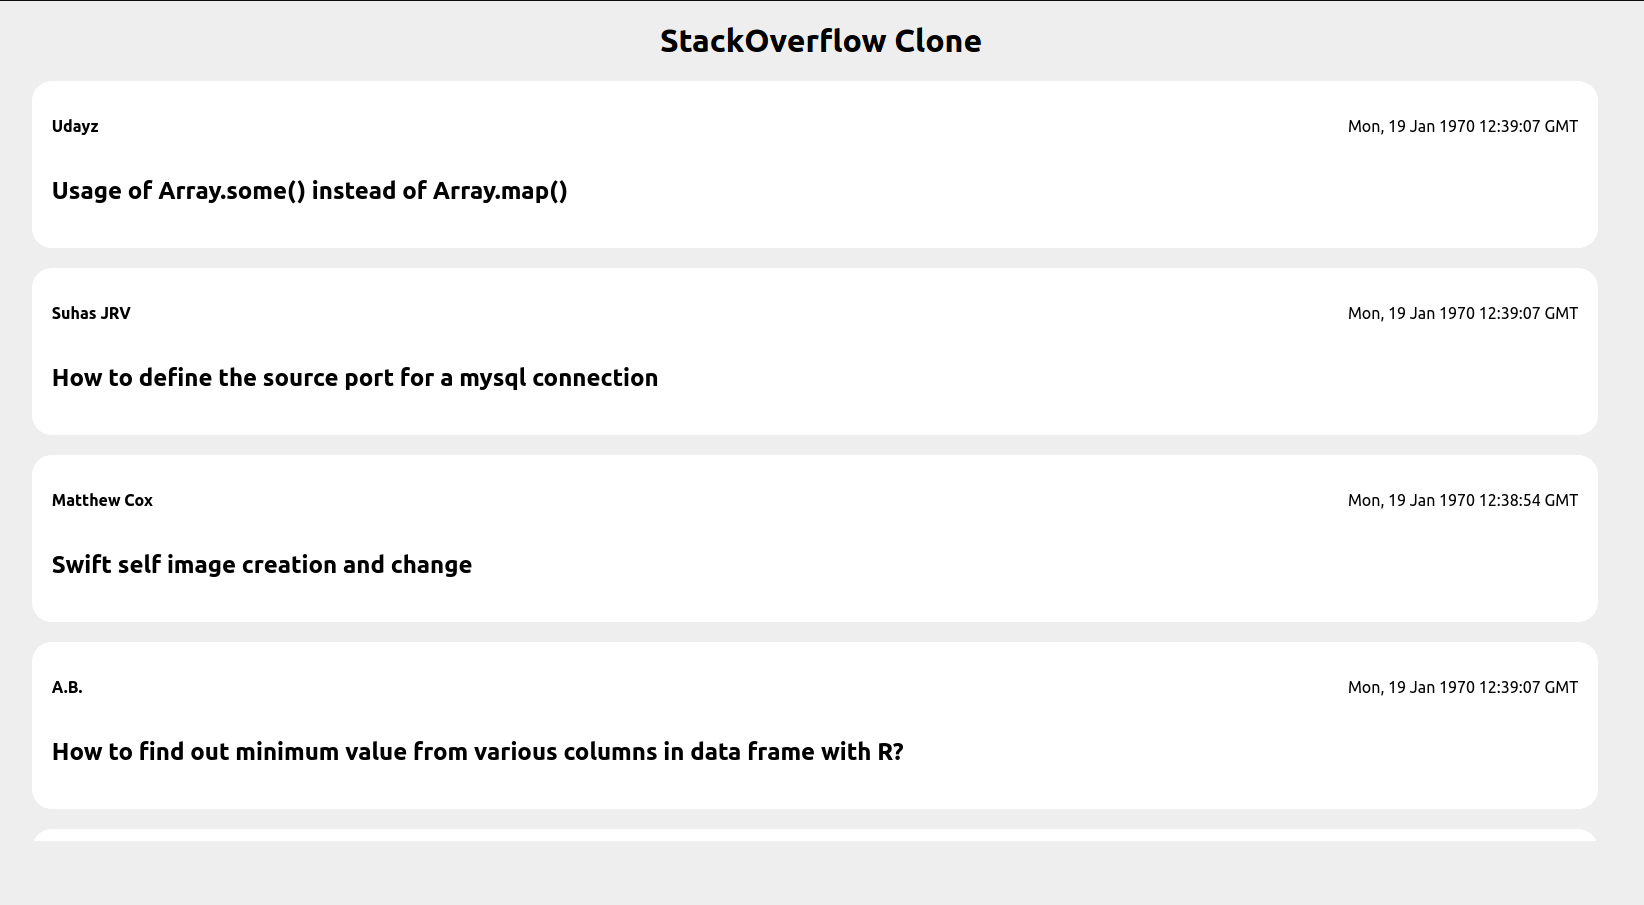 StackOverflow Clone
Udayz
Mon, 19 Jan 1970 12:39:07 GMT
Usage of Array.some() instead of Array.map()
Suhas JRV
Mon, 19 Jan 1970 12:39:07 GMT
How to define the source port for a mysql connection
Matthew Cox
Mon, 19 Jan 1970 12:38:54 GMT
Swift self image creation and change
A.B.
Mon, 19 Jan 1970 12:39:07 GMT
How to find out minimum value from various columns in data frame with R?